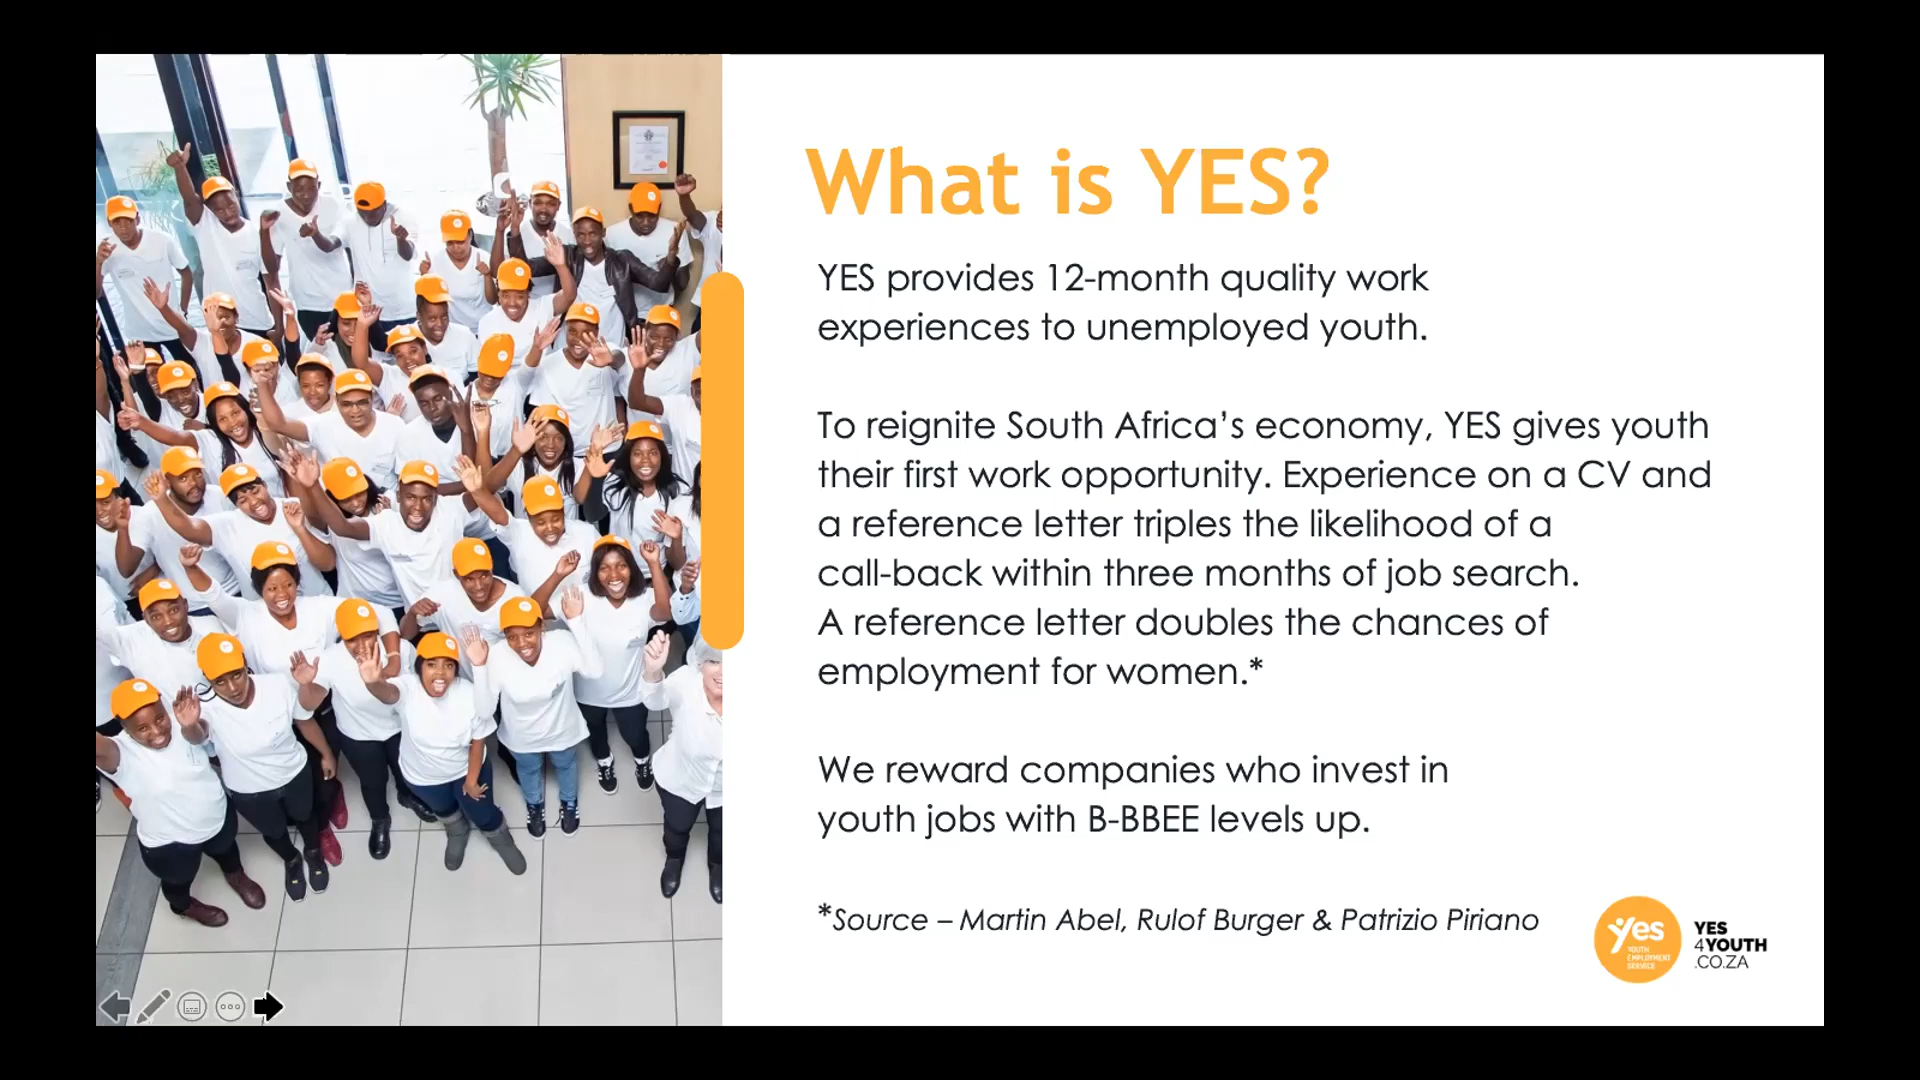 What is YES?
YES provides 12-month quality work
experiences to unemployed youth.
To reignite South Africa's economy, YES gives youth
their first work opportunity. Experience on a CV and
a reference letter triples the likelihood of a
call-back within three months of job search.
A reference letter doubles the chances of
employment for women.*
We reward companies who invest in
youth jobs with B-BBEE levels up.
*Source – Martin Abel, Rulof Burger & Patrizio Piriano
yes
YOUTH
EMPLOYMENT
SERVICE
YES
4YOUTH
.CO.ZA